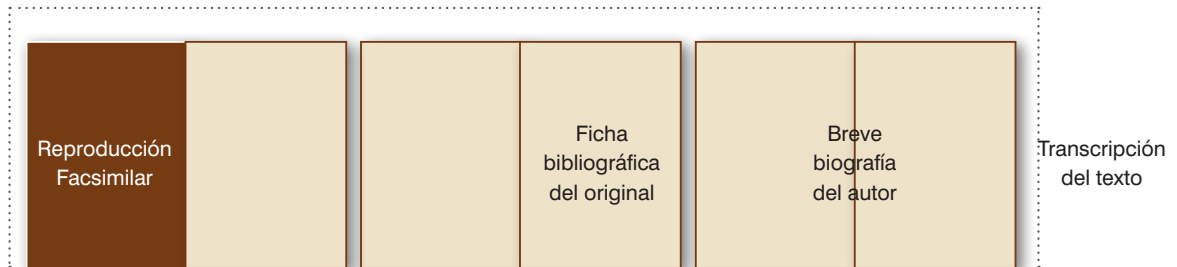 Reproducción
Facsimilar
Ficha
bibliográfica
del original
Breve
biografía
del autor
Transcripción
del texto